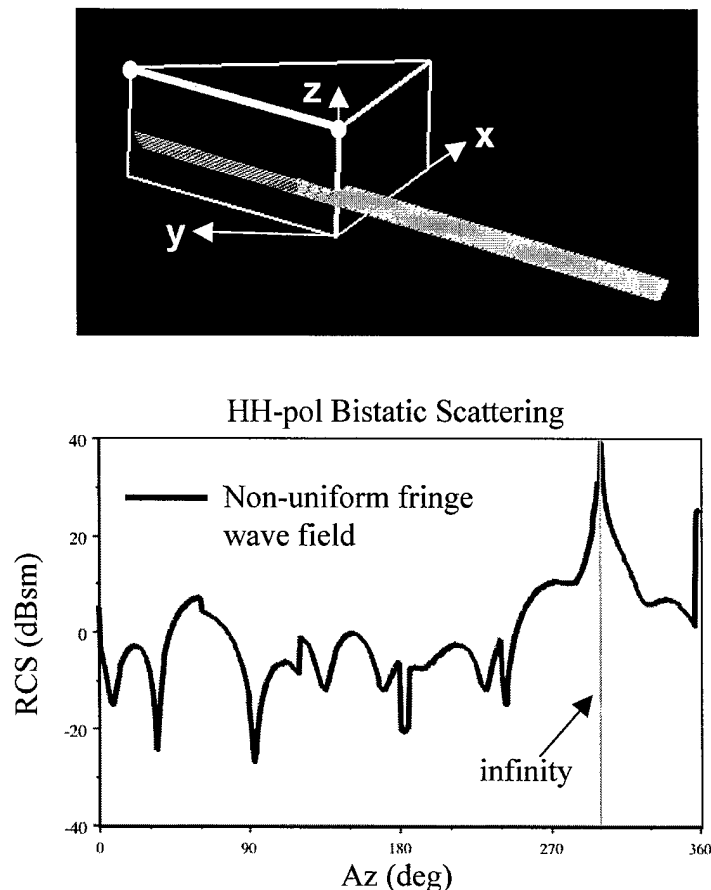 z
x
y
HH-pol Bistatic Scattering
40
20
0
-20
-40
RCS (dBsm)
Non-uniform fringe
wave field
infinity
0
90
180
270
360
Az (deg)